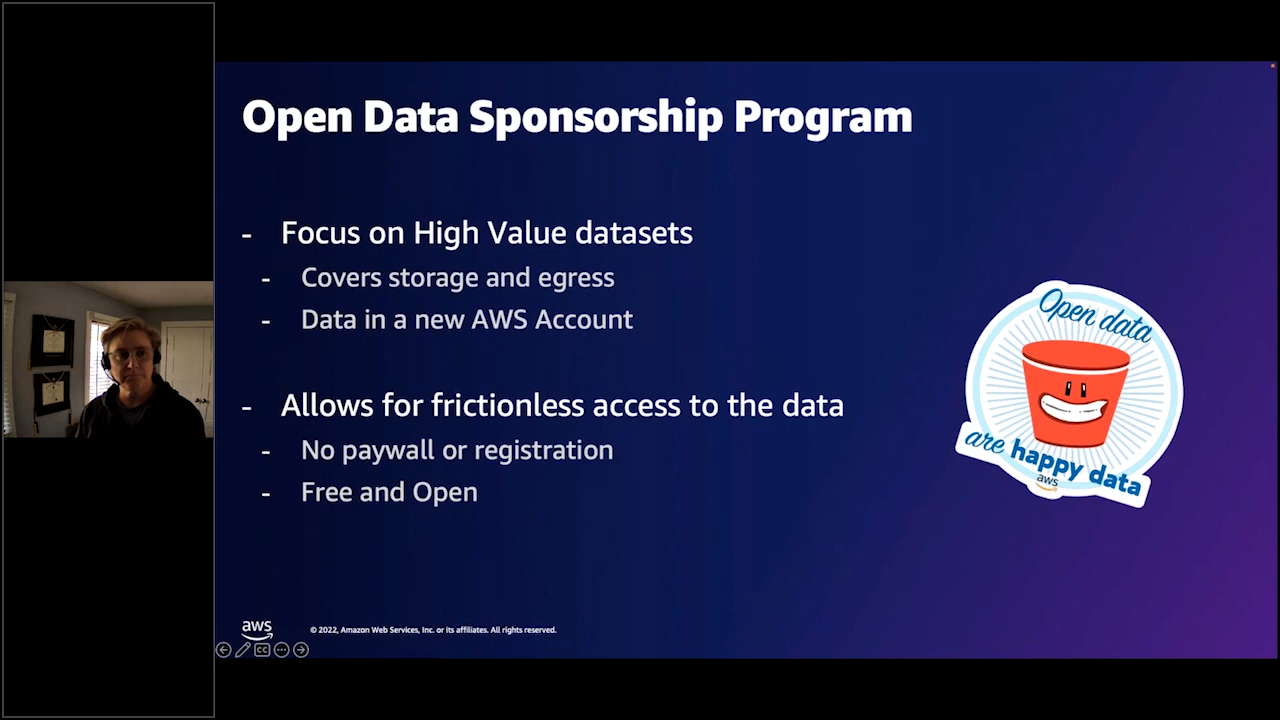 Open Data Sponsorship Program
- Focus on High Value datasets
- Covers storage and egress
- Data in a new AWS Account
- Allows for frictionless access to the data
- No paywall or registration
- Free and Open
Open data
are happy data
aws
aws
© 2022, Amazon Web Services, Inc. or its affiliates. All rights reserved.
CC